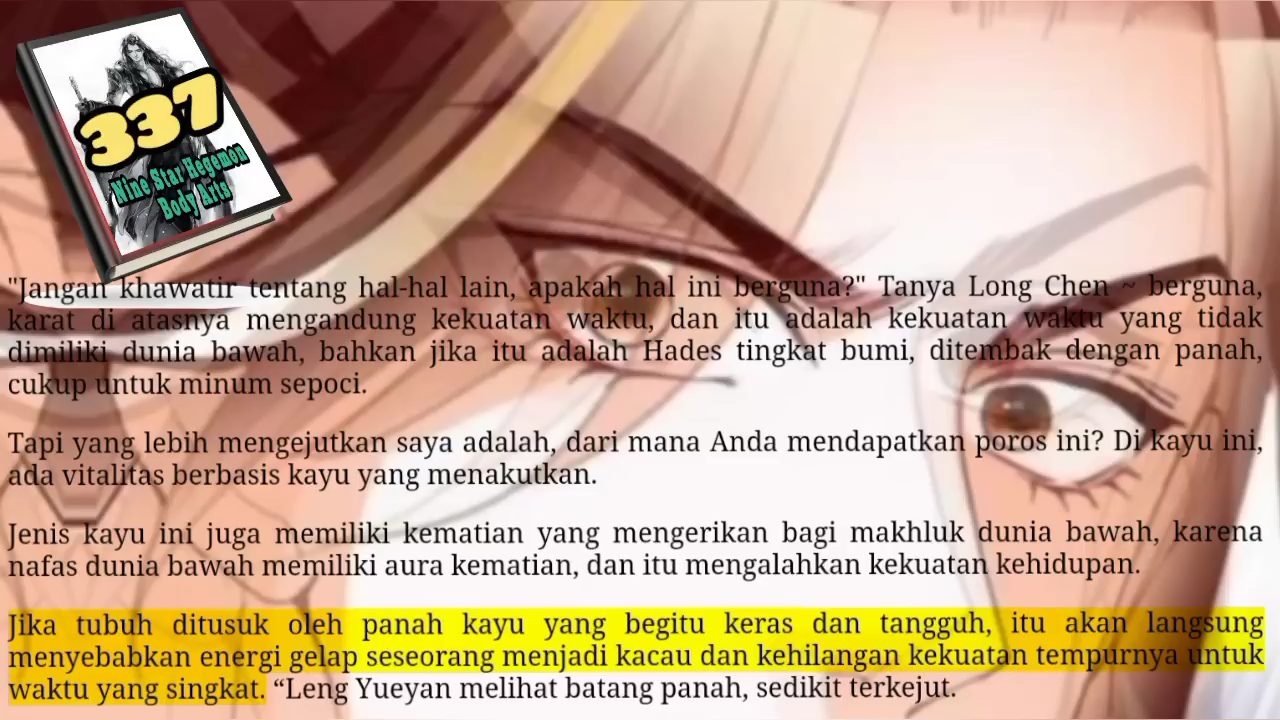 337
Nine Star Hegemon
Body Arts
"Jangan khawatir tentang hal-hal lain, apakah hal ini berguna?" Tanya Long Chen ~ berguna,
karat di atasnya mengandung kekuatan waktu, dan itu adalah kekuatan waktu yang tidak
dimiliki dunia bawah, bahkan jika itu adalah Hades tingkat bumi, ditembak dengan panah,
cukup untuk minum sepoci.
Tapi yang lebih mengejutkan saya adalah, dari mana Anda mendapatkan poros ini? Di kayu ini,
ada vitalitas berbasis kayu yang menakutkan.
Jenis kayu ini juga memiliki kematian yang mengerikan bagi makhluk dunia bawah, karena
nafas dunia bawah memiliki aura kematian, dan itu mengalahkan kekuatan kehidupan.
Jika tubuh ditusuk oleh panah kayu yang begitu keras dan tangguh, itu akan langsung
menyebabkan energi gelap seseorang menjadi kacau dan kehilangan kekuatan tempurnya untuk
waktu yang singkat. “Leng Yueyan melihat batang panah, sedikit terkejut.